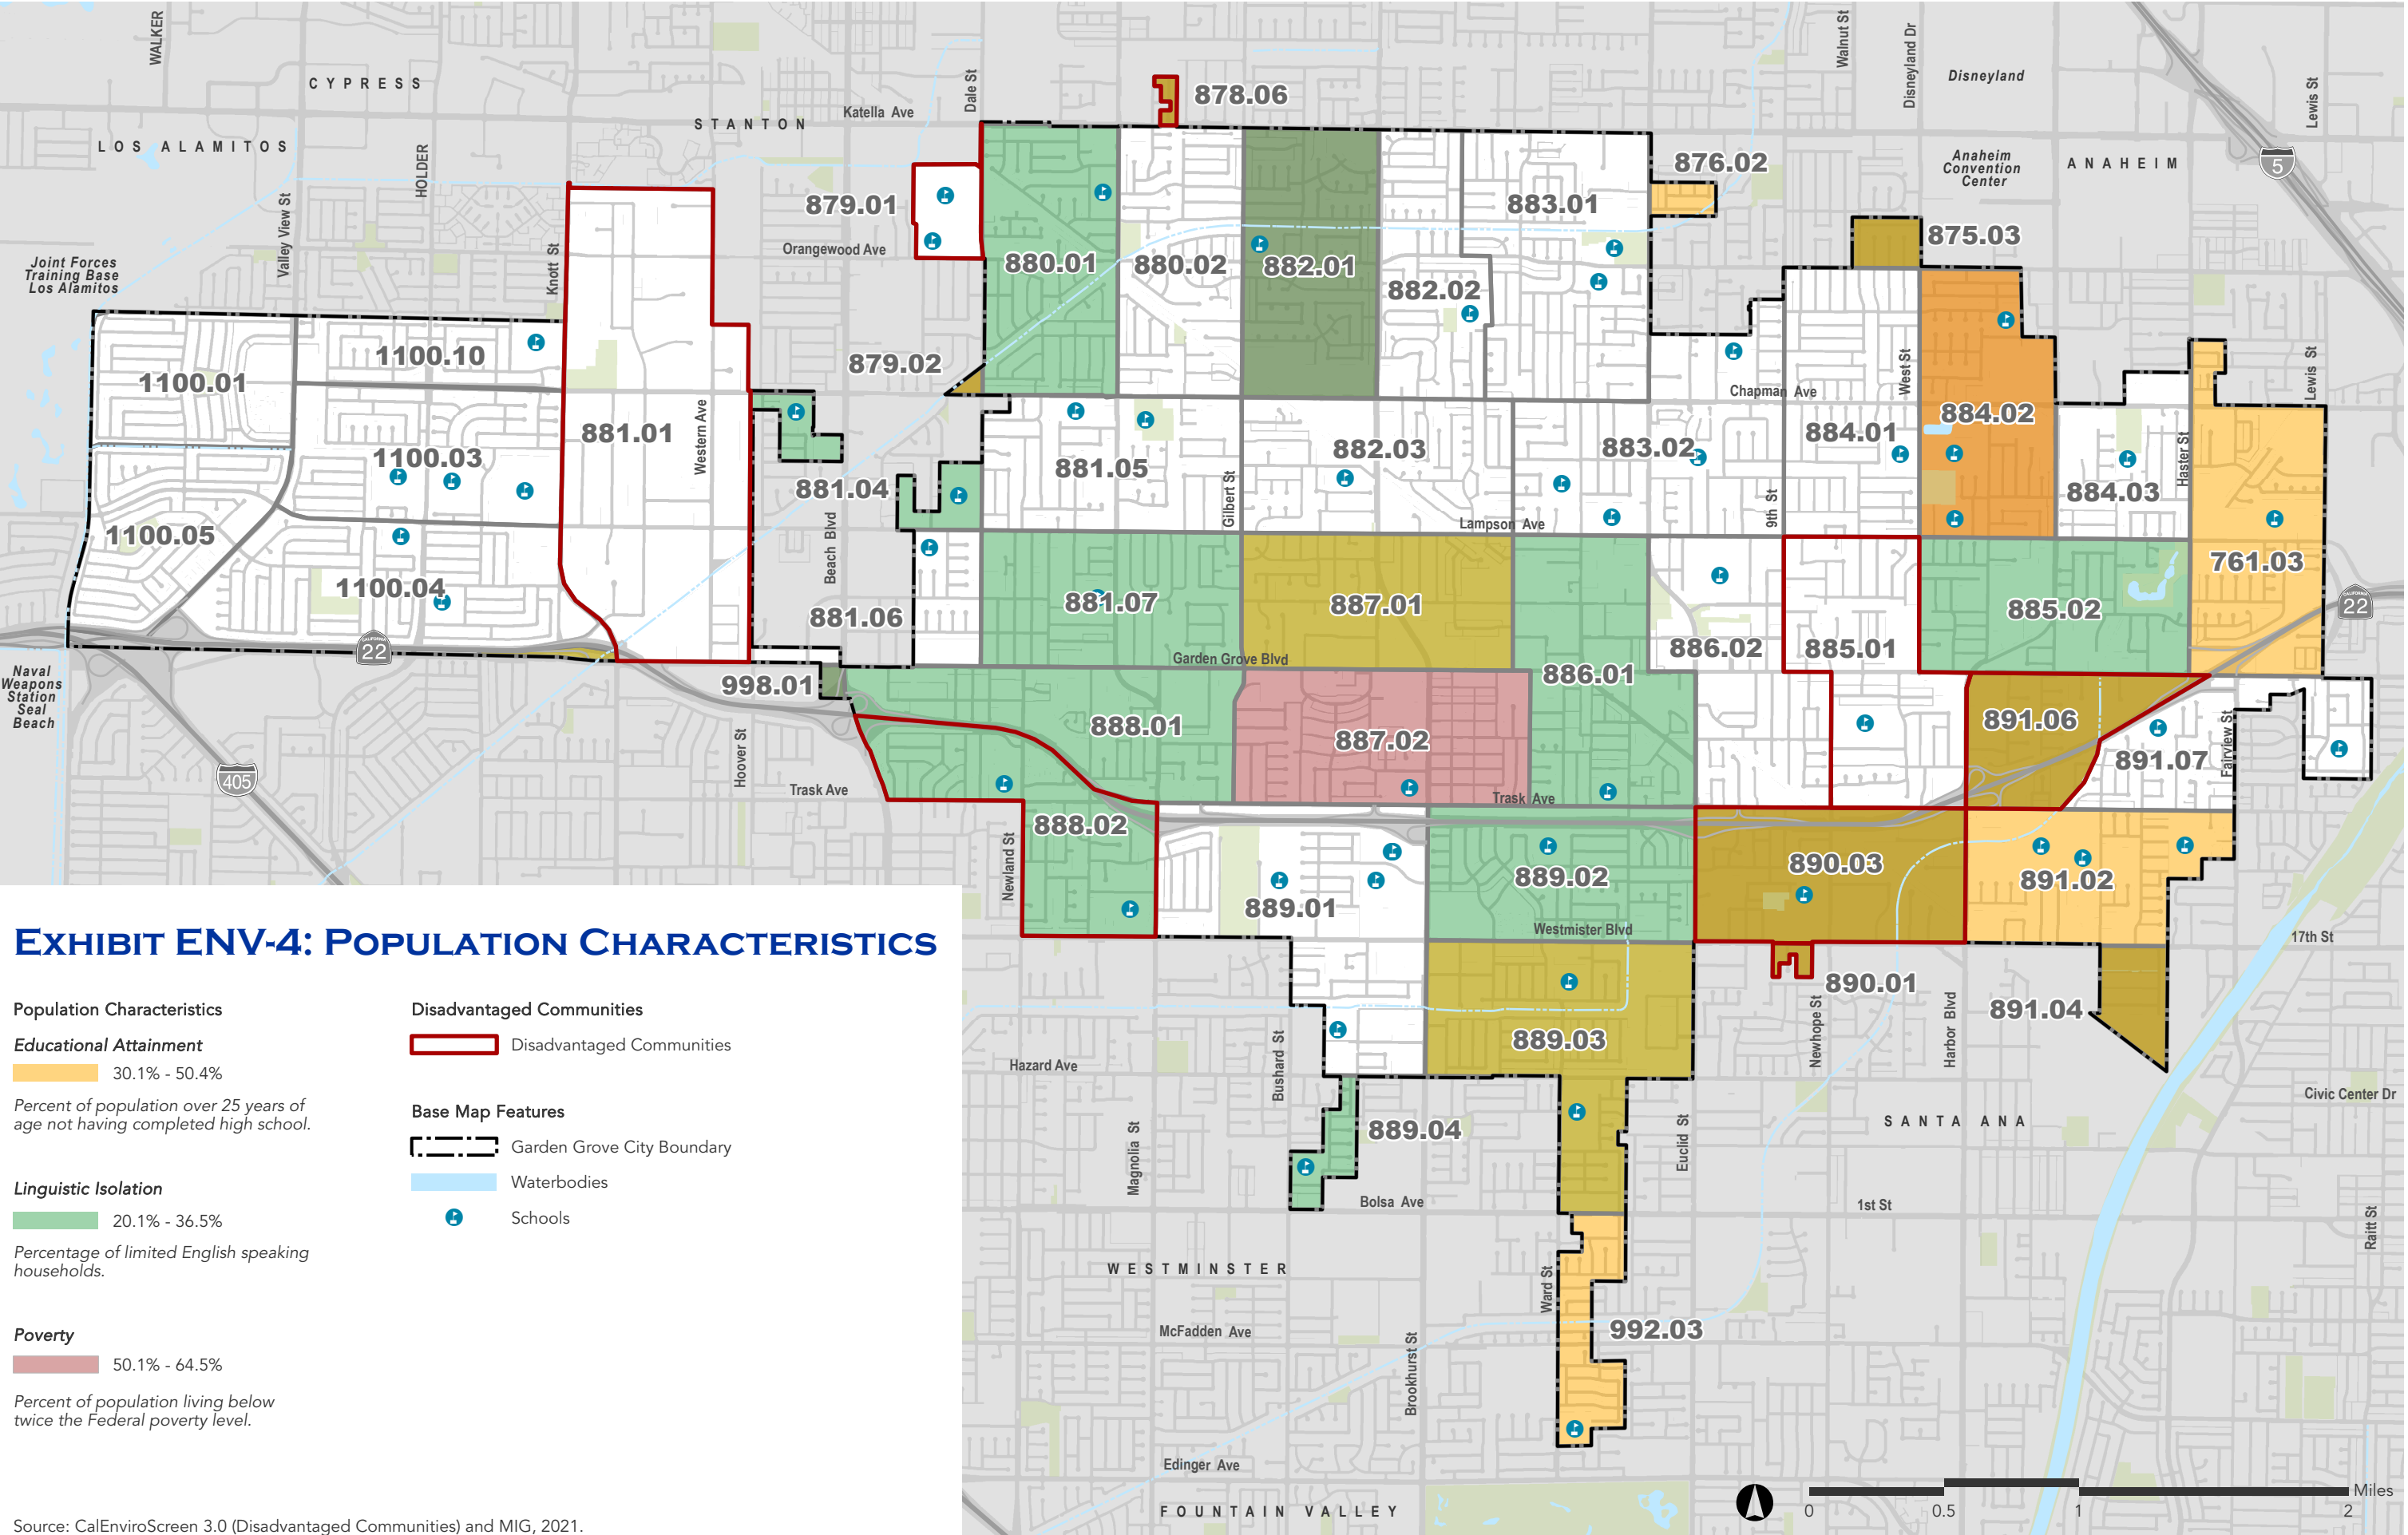 WALKER
CYPRESS
LOS ALAMITOS
HOLDER
Valley View St
Knott St
STANTON
Katella Ave
Dale St
878.06
Walnut St
Disneyland Dr
Disneyland
Lewis St
Anaheim
Convention
Center
ANAHEIM
5
876.02
879.01
Orangewood Ave
883.01
875.03
Joint Forces
Training Base
Los Alamitos
880.01
880.02
882.01
882.02
1100.10
1100.01
879.02
Chapman Ave
West St
Lewis St
881.01
Western Ave
884.02
1100.03
881.05
882.03
883.02
884.01
Haster St
884.03
881.04
Gilbert St
9th St
Lampson Ave
1100.05
Beach Blvd
761.03
1100.04
881.07
887.01
885.02
22
881.06
886.02
885.01
22
Garden Grove Blvd
886.01
Naval
Weapons
Station
Seal
Beach
998.01
888.01
887.02
891.06
891.07
Fairview St
405
Hoover St
Trask Ave
Trask Ave
888.02
Newland St
889.01
889.02
890.03
891.02
Westmister Blvd
17th St
890.01
891.04
889.03
Newhope St
Harbor Blvd
Bushard St
Hazard Ave
Civic Center Dr
SANTA ANA
889.04
Magnolia St
Euclid St
Bolsa Ave
1st St
Raitt St
WESTMINSTER
Ward St
McFadden Ave
992.03
Brookhurst St
Edinger Ave
FOUNTAIN VALLEY
0
0.5
1
2
Miles
EXHIBIT ENV-4: POPULATION CHARACTERISTICS
Population Characteristics
Educational Attainment
30.1% - 50.4%
Percent of population over 25 years of
age not having completed high school.
Linguistic Isolation
20.1% - 36.5%
Percentage of limited English speaking
households.
Poverty
50.1% - 64.5%
Percent of population living below
twice the Federal poverty level.
Disadvantaged Communities
Disadvantaged Communities
Base Map Features
Garden Grove City Boundary
Waterbodies
Schools
Source: CalEnviroScreen 3.0 (Disadvantaged Communities) and MIG, 2021.